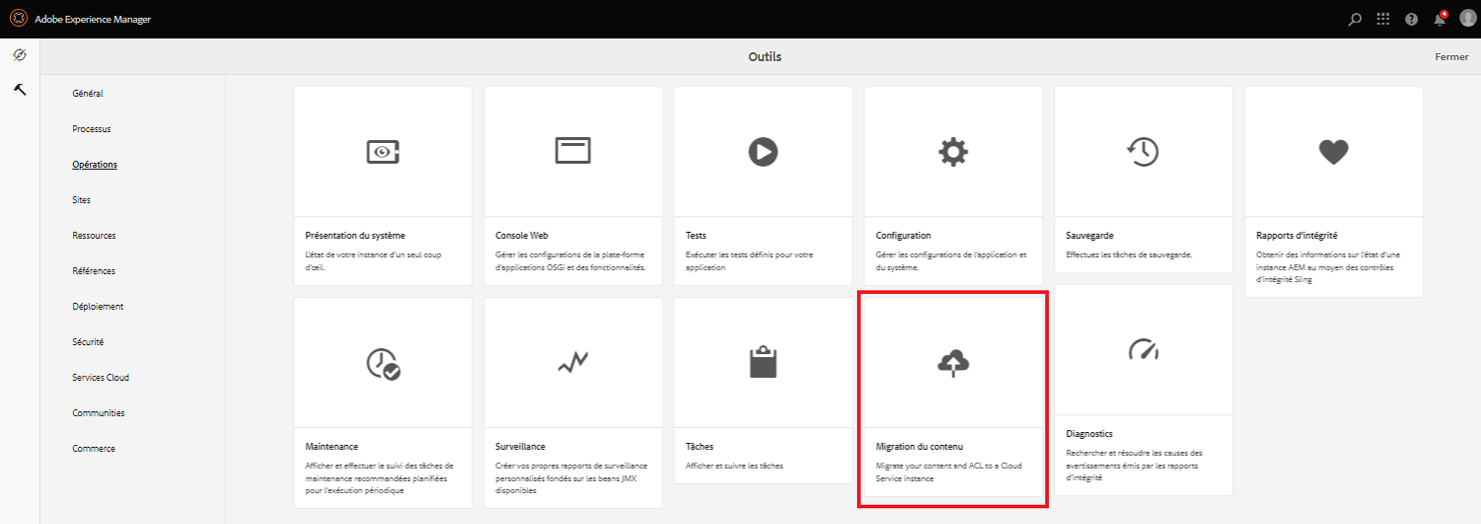 Adobe Experience Manager
4
Outils
Fermer
Général
Processus
Opérations
Sites
Ressources
Références
Déploiement
Sécurité
Services Cloud
Communities
Commerce
Présentation du système
L'état de votre instance d'un seul coup
d'œil.
Console Web
Gérer les configurations de la plate-forme
d'applications OSGi et des fonctionnalités.
Tests
Exécuter les tests définis pour votre
application
Configuration
Gérer les configurations de l'application et
du système.
Sauvegarde
Effectuez les tâches de sauvegarde.
Rapports d'intégrité
Obtenir des informations sur l'état d'une
instance AEM au moyen des contrôles
d'intégrité Sling
Maintenance
Afficher et effectuer le suivi des tâches de
maintenance recommandées planifiées
pour l'exécution périodique
Surveillance
Créer vos propres rapports de surveillance
personnalisés fondés sur les beans JMX
disponibles
Tâches
Afficher et suivre les tâches
Migration du contenu
Migrate your content and ACL to a Cloud
Service instance
Diagnostics
Rechercher et résoudre les causes des
avertissements émis par les rapports
d'intégrité